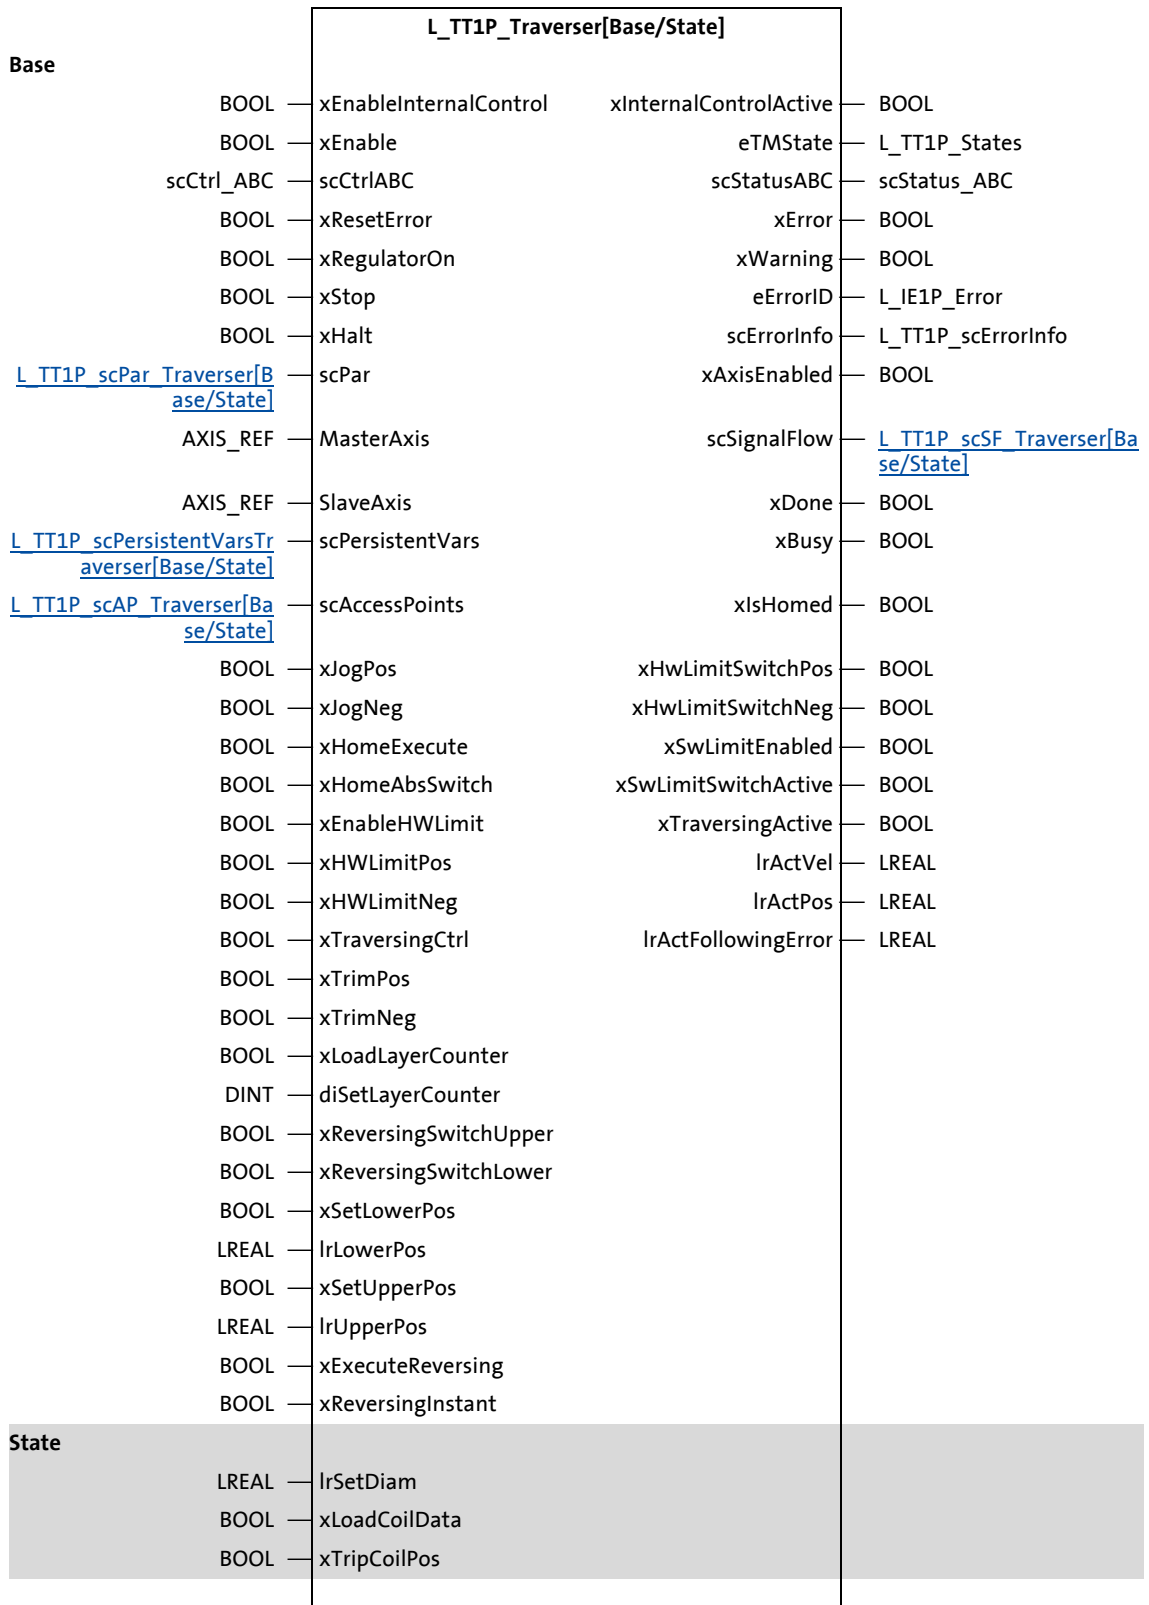 L_TT1P_Traverser[Base/State]
Base
BOOL xEnableInternalControl xInternalControlActive BOOL
BOOL xEnable eTMState L_TT1P_States
scCtrl_ABC scCtrlABC scStatusABC scStatus_ABC
BOOL xResetError xError BOOL
BOOL xRegulatorOn xWarning BOOL
BOOL xStop eErrorID L_IE1P_Error
BOOL xHalt scErrorInfo L_TT1P_scErrorInfo
L_TT1P_scPar_Traverser[B scPar xAxisEnabled BOOL
ase/State]
AXIS_REF MasterAxis scSignalFlow L_TT1P_scSF_Traverser[Ba
se/State]
AXIS_REF SlaveAxis xDone BOOL
L_TT1P_scPersistentVarsTr scPersistentVars xBusy BOOL
averser[Base/State]
L_TT1P_scAP_Traverser[Ba scAccessPoints xIsHomed BOOL
se/State]
BOOL xJogPos xHwLimitSwitchPos BOOL
BOOL xJogNeg xHwLimitSwitchNeg BOOL
BOOL xHomeExecute xSwLimitEnabled BOOL
BOOL xHomeAbsSwitch xSwLimitSwitchActive BOOL
BOOL xEnableHWLimit xTraversingActive BOOL
BOOL xHWLimitPos lrActVel LREAL
BOOL xHWLimitNeg lrActPos LREAL
BOOL xTraversingCtrl lrActFollowingError LREAL
BOOL xTrimPos
BOOL xTrimNeg
BOOL xLoadLayerCounter
DINT diSetLayerCounter
BOOL xReversingSwitchUpper
BOOL xReversingSwitchLower
BOOL xSetLowerPos
LREAL lrLowerPos
BOOL xSetUpperPos
LREAL lrUpperPos
BOOL xExecuteReversing
BOOL xReversingInstant
State
LREAL lrSetDiam
BOOL xLoadCoilData
BOOL xTripCoilPos